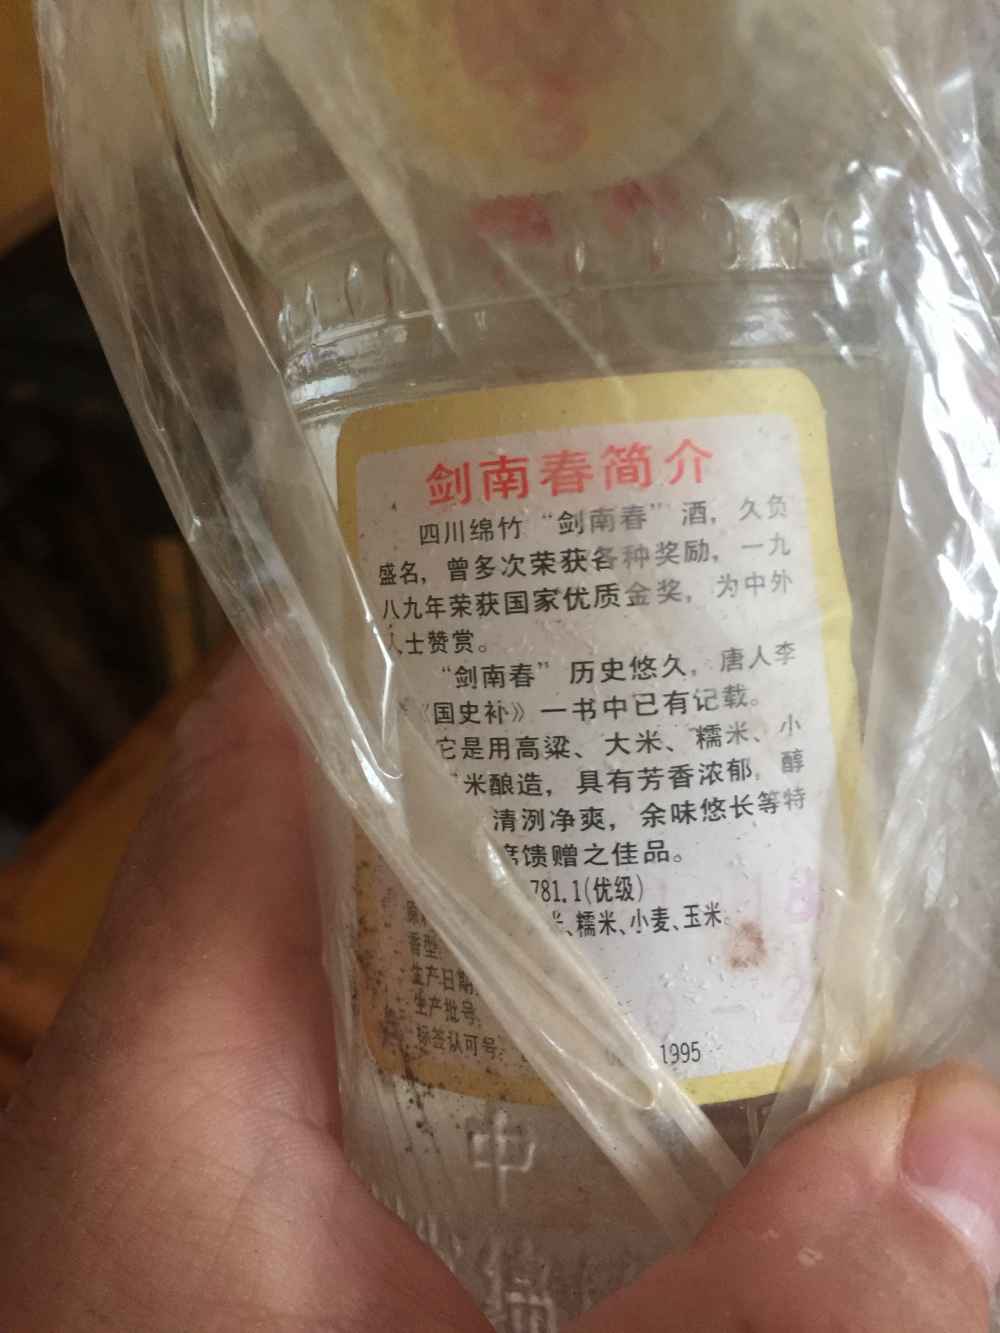 剑南春简介
四川绵竹“剑南春”酒，久负
盛名，曾多次荣获各种奖励，一九
八九年荣获国家优质金奖，为中外
人士赞赏。
“剑南春”历史悠久，唐人李
《国史补》一书中已有记载。
它是用高粱、大米、糯米、小
米酿造，具有芳香浓郁，醇
清洌净爽，余味悠长等特
席馈赠之佳品。
781.1(优级)
米、糯米、小麦、玉米。
香型:
生产日期:
生产批号:
标签认可号:
1995
中
绵